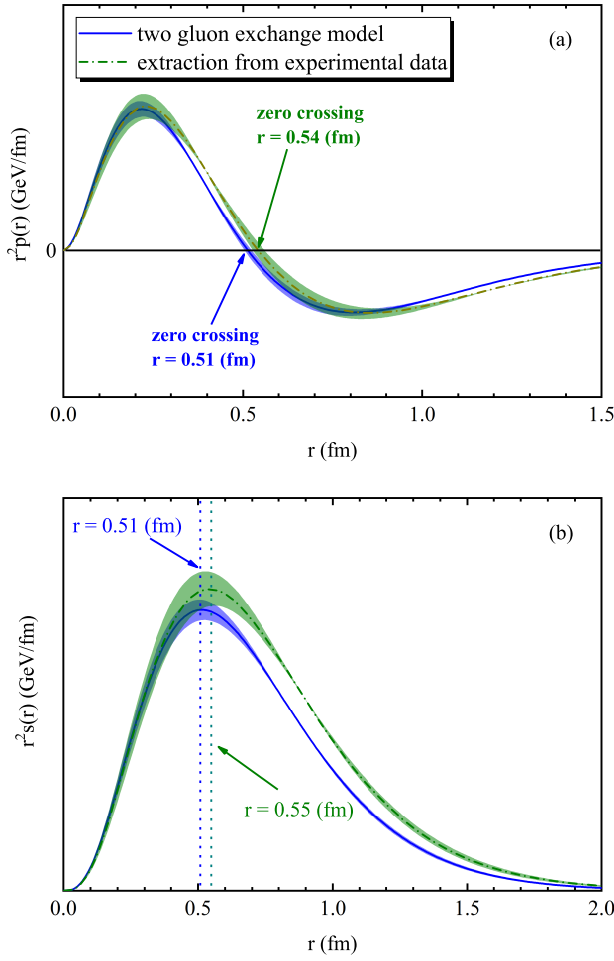 two gluon exchange model
extraction from experimental data
(a)
zero crossing
r = 0.54 (fm)
r²p(r) (GeV/fm)
0
zero crossing
r = 0.51 (fm)
0.0 0.5 1.0 1.5
r (fm)
(b)
r = 0.51 (fm)
r²s(r) (GeV/fm)
r = 0.55 (fm)
0.0 0.5 1.0 1.5 2.0
r (fm)